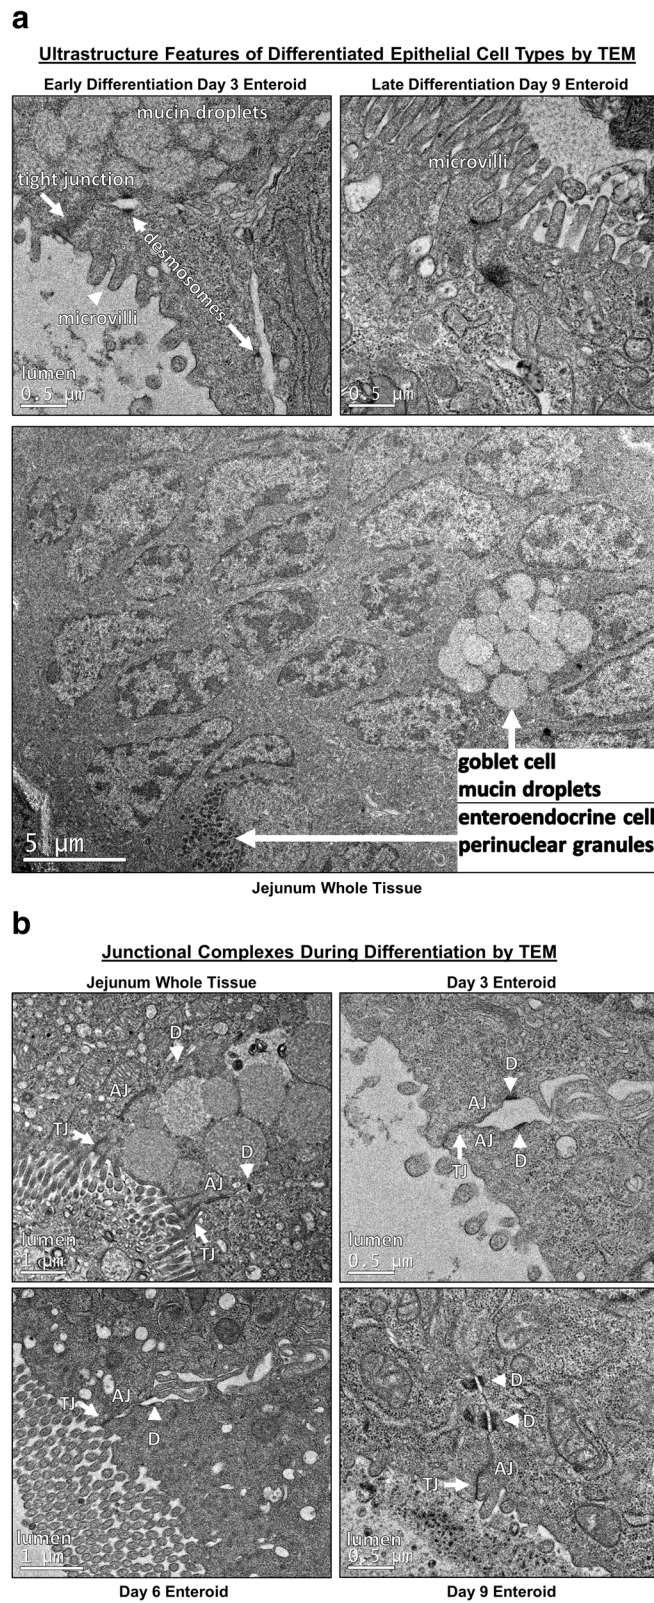 a
Ultrastructure Features of Differentiated Epithelial Cell Types by TEM
Early Differentiation Day 3 Enteroid
Late Differentiation Day 9 Enteroid
mucin droplets
tight junction
desmosomes
microvilli
lumen
0.5 μm
microvilli
0.5 μm
goblet cell
mucin droplets
enteroendocrine cell
perinuclear granules
5 μm
Jejunum Whole Tissue
b
Junctional Complexes During Differentiation by TEM
Jejunum Whole Tissue
Day 3 Enteroid
D
AJ
TJ
D
AJ
TJ
lumen
1 μm
D
AJ
AJ
TJ
D
lumen
0.5 μm
AJ
TJ
D
lumen
1 μm
D
D
AJ
TJ
lumen
0.5 μm
Day 6 Enteroid
Day 9 Enteroid